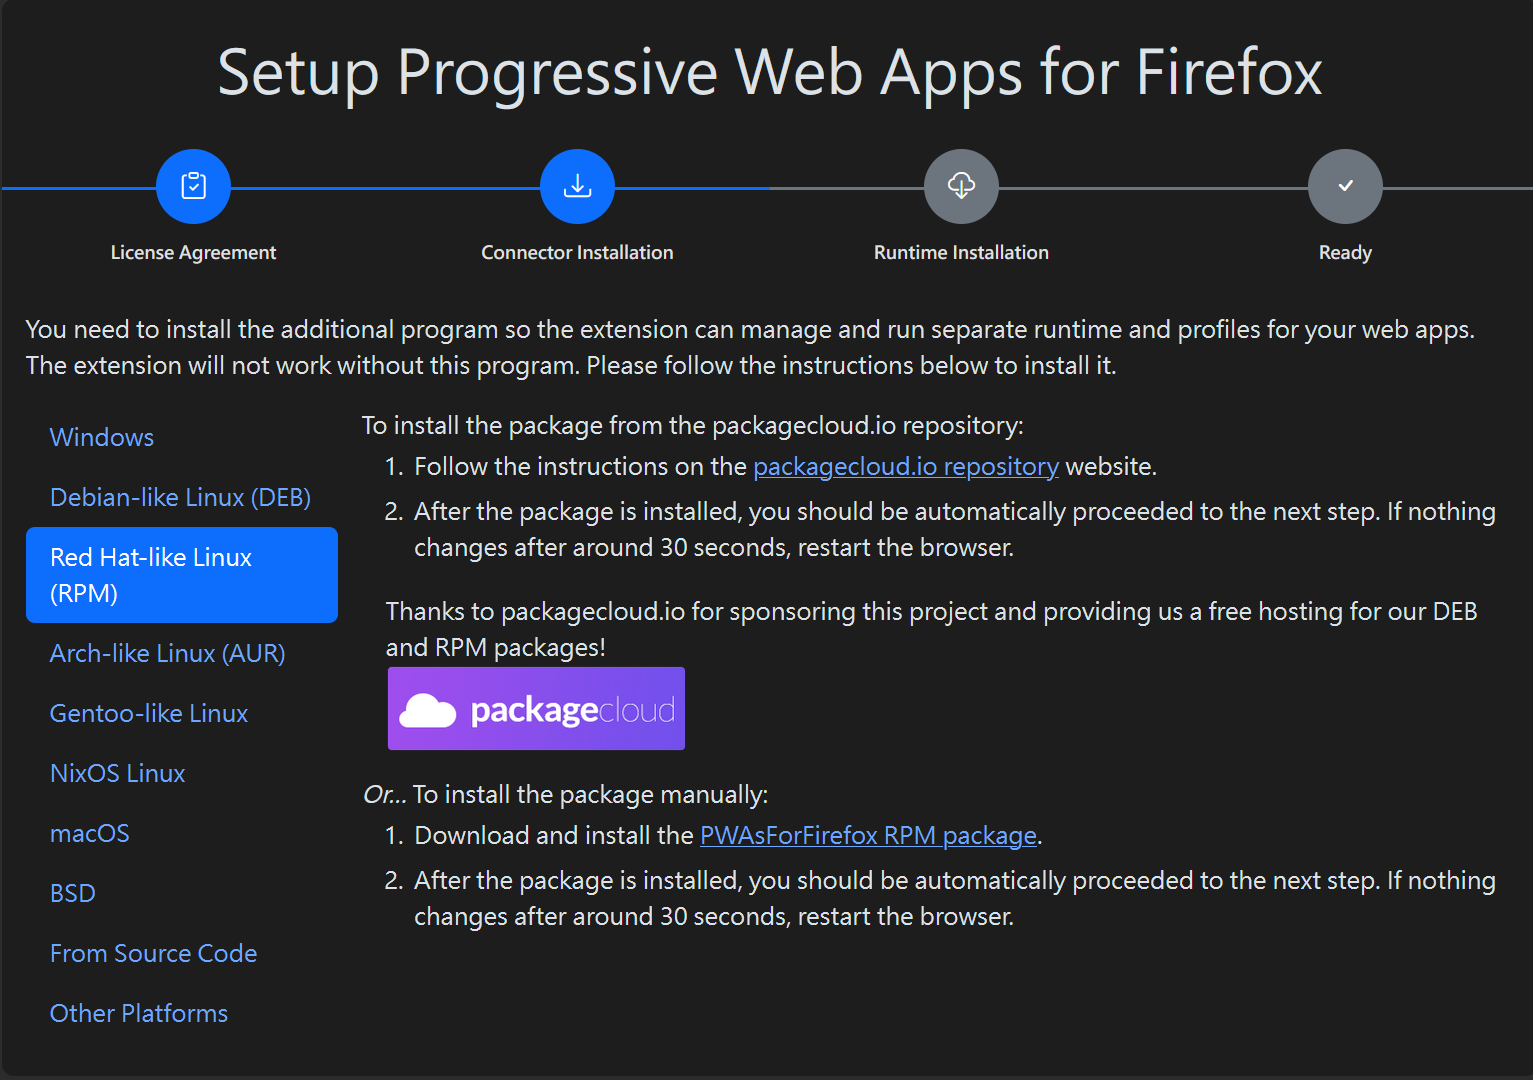 Setup Progressive Web Apps for Firefox
License Agreement
Connector Installation
Runtime Installation
Ready
You need to install the additional program so the extension can manage and run separate runtime and profiles for your web apps.
The extension will not work without this program. Please follow the instructions below to install it.
Windows
Debian-like Linux (DEB)
Red Hat-like Linux
(RPM)
Arch-like Linux (AUR)
Gentoo-like Linux
NixOS Linux
macOS
BSD
From Source Code
Other Platforms
To install the package from the packagecloud.io repository:
1. Follow the instructions on the packagecloud.io repository website.
2. After the package is installed, you should be automatically proceeded to the next step. If nothing
changes after around 30 seconds, restart the browser.
Thanks to packagecloud.io for sponsoring this project and providing us a free hosting for our DEB
and RPM packages!
packagecloud
Or... To install the package manually:
1. Download and install the PWAsForFirefox RPM package.
2. After the package is installed, you should be automatically proceeded to the next step. If nothing
changes after around 30 seconds, restart the browser.